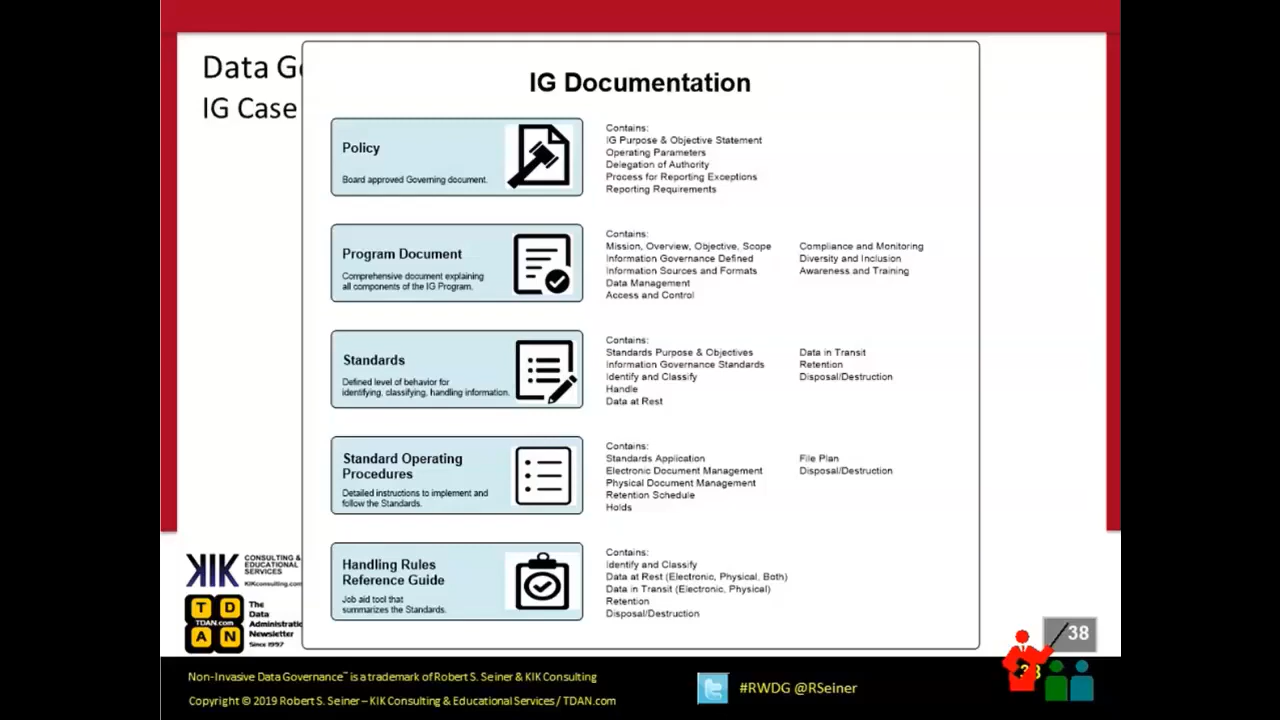 Data Go
IG Case
IG Documentation
Policy
Board approved Governing document.
Contains:
IG Purpose & Objective Statement
Operating Parameters
Delegation of Authority
Process for Reporting Exceptions
Reporting Requirements
Program Document
Comprehensive document explaining
all components of the IG Program.
Contains:
Mission, Overview, Objective, Scope
Information Governance Defined
Information Sources and Formats
Data Management
Access and Control
Compliance and Monitoring
Diversity and Inclusion
Awareness and Training
Standards
Defined level of behavior for
identifying, classifying, handling information.
Contains:
Standards Purpose & Objectives
Information Governance Standards
Identify and Classify
Handle
Data at Rest
Data in Transit
Retention
Disposal/Destruction
Standard Operating
Procedures
Detailed instructions to implement and
follow the Standards.
Contains:
Standards Application
Electronic Document Management
Physical Document Management
Retention Schedule
Holds
File Plan
Disposal/Destruction
Handling Rules
Reference Guide
Job aid tool that
summarizes the Standards.
Contains:
Identify and Classify
Data at Rest (Electronic, Physical, Both)
Data in Transit (Electronic, Physical)
Retention
Disposal/Destruction
KIK
CONSULTING &
EDUCATIONAL
SERVICES
KIKconsulting.com
T D
TDAN.com
A N
The
Data
Administratio
Newsletter
Since 1997
38
Non-Invasive Data Governance™ is a trademark of Robert S. Seiner & KIK Consulting
Copyright © 2019 Robert S. Seiner – KIK Consulting & Educational Services / TDAN.com
#RWDG @RSeiner